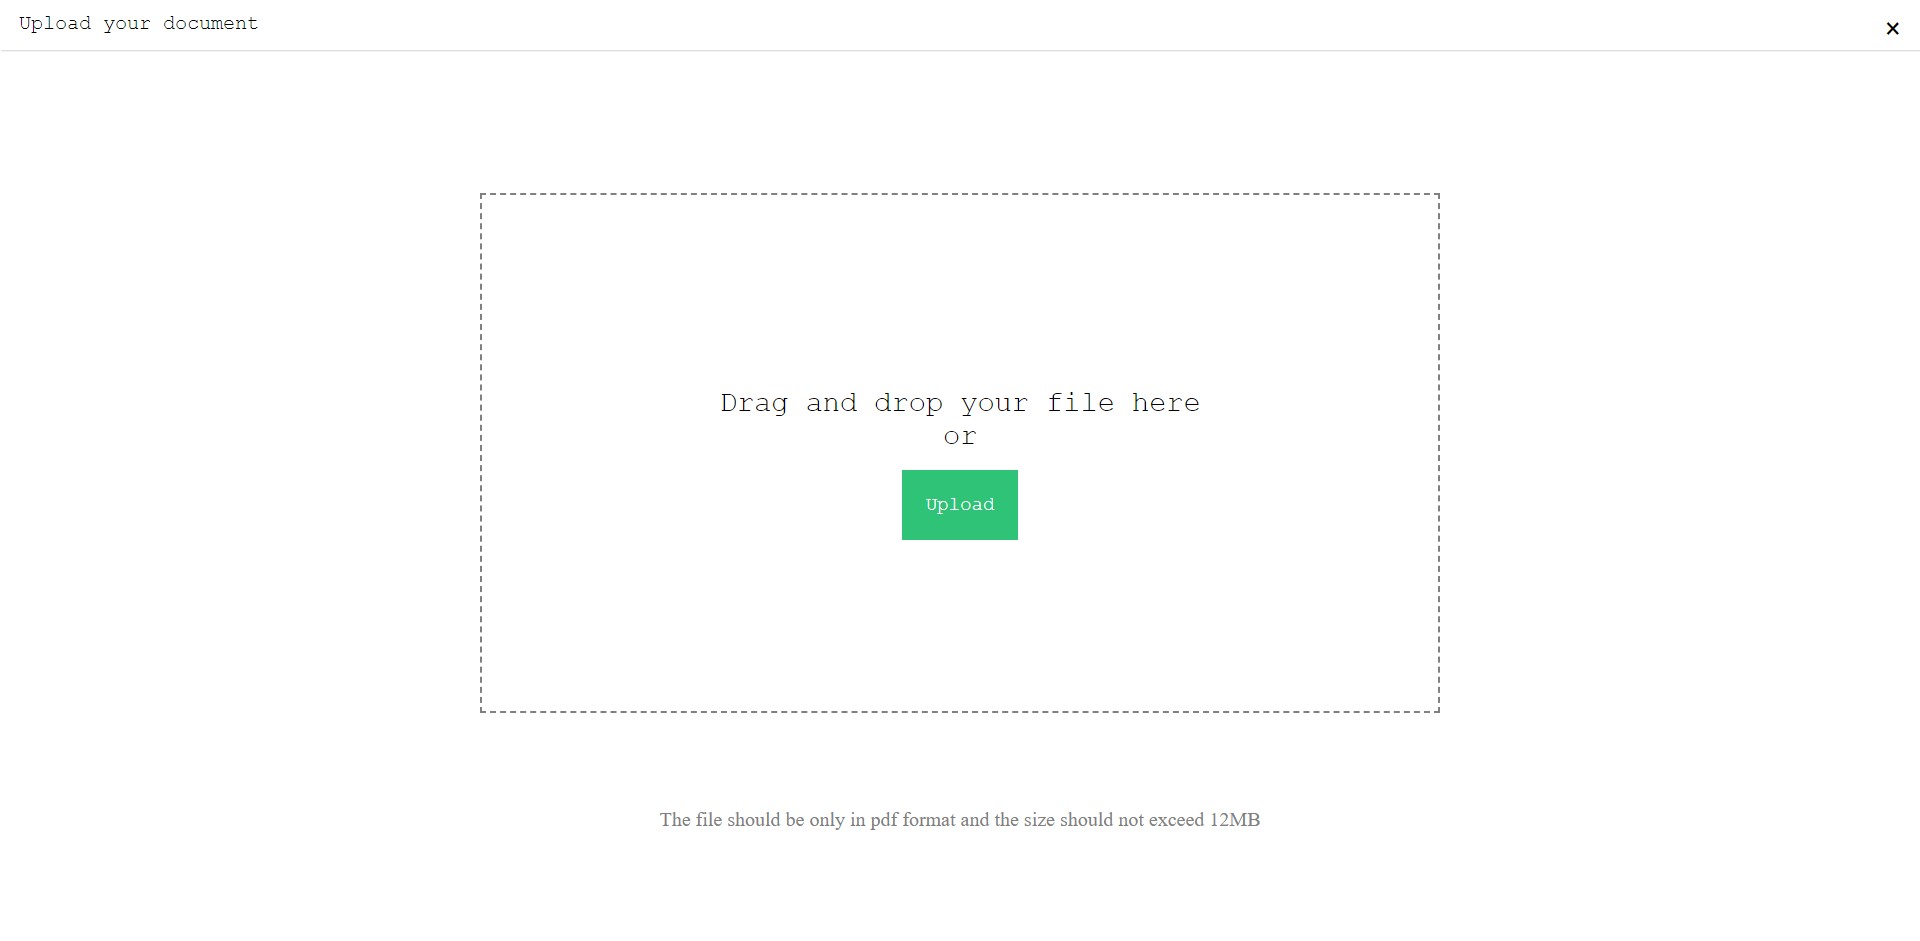 Upload your document
×
Drag and drop your file here
or
Upload
The file should be only in pdf format and the size should not exceed 12MB